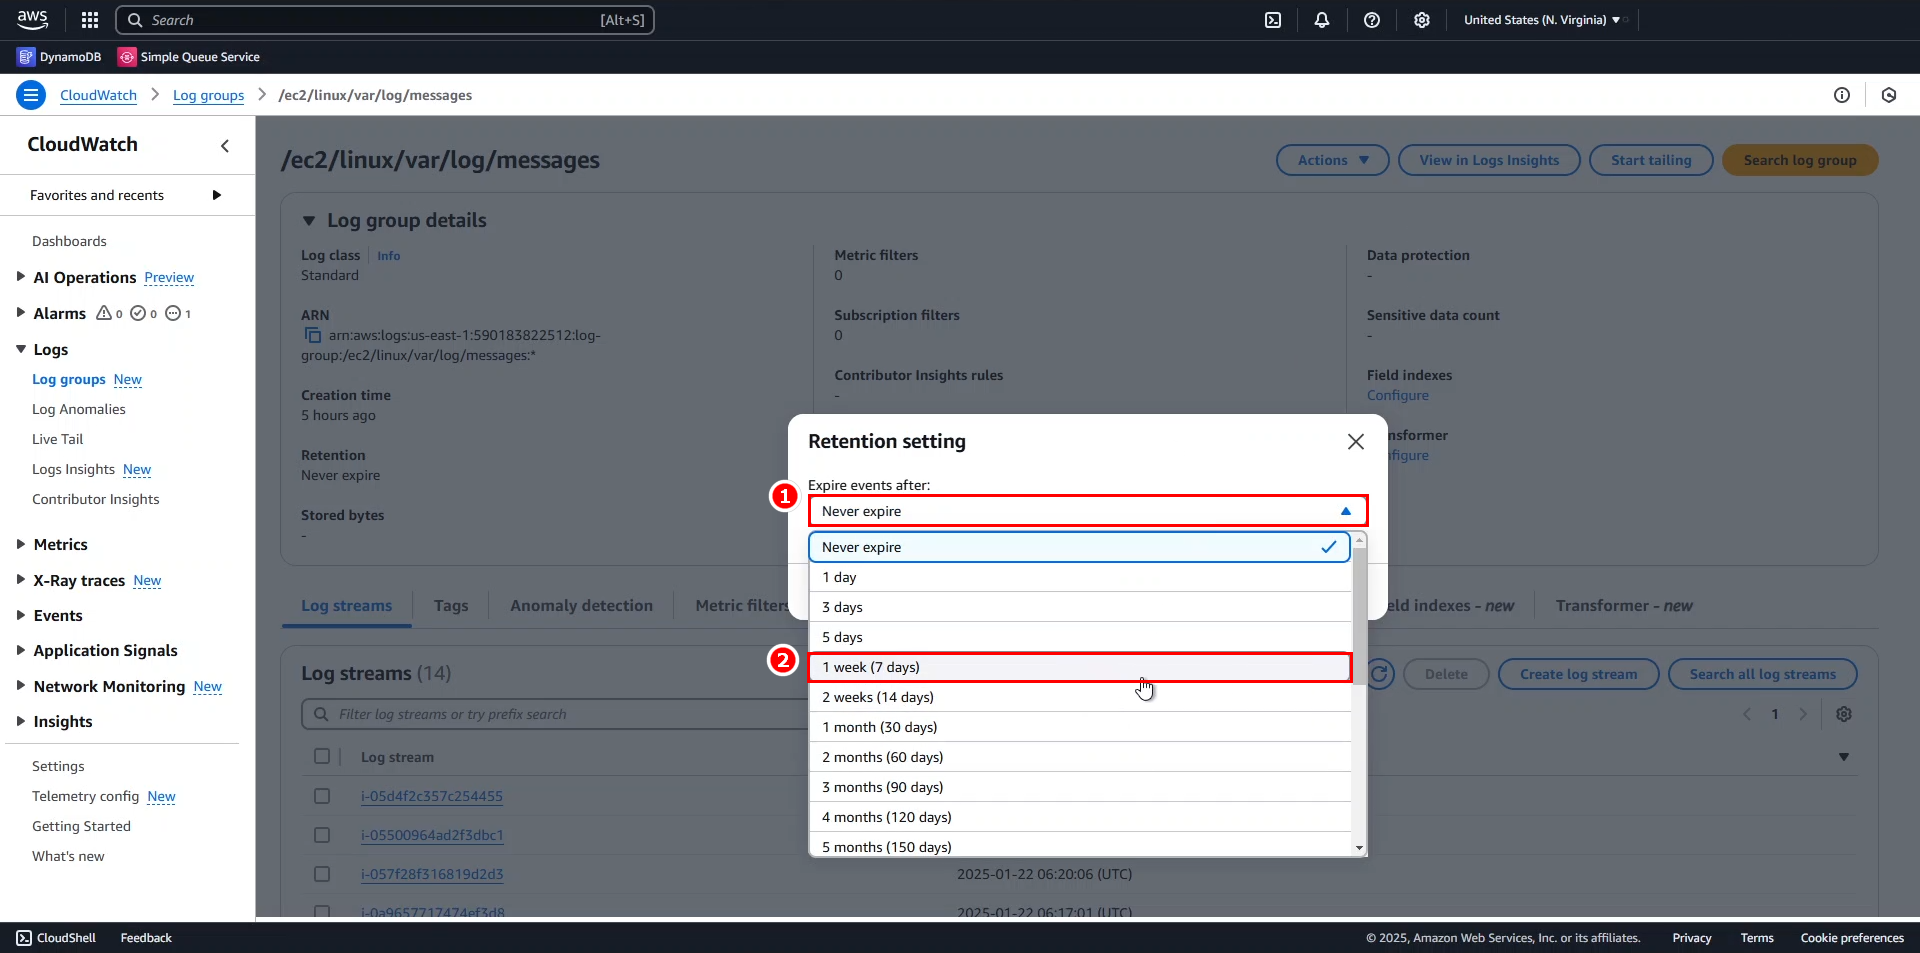 aws
Search [Alt+S]
United States (N. Virginia)
DynamoDB
Simple Queue Service
CloudWatch > Log groups > /ec2/linux/var/log/messages
CloudWatch
Favorites and recents
Dashboards
AI Operations Preview
Alarms 0 0 1
Logs
Log groups New
Log Anomalies
Live Tail
Logs Insights New
Contributor Insights
Metrics
X-Ray traces New
Events
Application Signals
Network Monitoring New
Insights
Settings
Telemetry config New
Getting Started
What's new
/ec2/linux/var/log/messages
Actions
View in Logs Insights
Start tailing
Search log group
Log group details
Log class Info
Standard
ARN
arn:aws:logs:us-east-1:590183822512:log-
group:/ec2/linux/var/log/messages:*
Creation time
5 hours ago
Retention
Never expire
Stored bytes
-
Metric filters
0
Subscription filters
0
Contributor Insights rules
-
Data protection
-
Sensitive data count
-
Field indexes
Configure
nsformer
figure
Retention setting
Expire events after:
1
Never expire
Never expire
1 day
3 days
5 days
2
1 week (7 days)
2 weeks (14 days)
1 month (30 days)
2 months (60 days)
3 months (90 days)
4 months (120 days)
5 months (150 days)
Log streams
Tags
Anomaly detection
Metric filters
eld indexes - new
Transformer - new
Log streams (14)
Delete
Create log stream
Search all log streams
Filter log streams or try prefix search
1
Log stream
i-05d4f2c357c254455
i-05500964ad2f3dbc1
i-057f28f316819d2d3
2025-01-22 06:20:06 (UTC)
i-0a9657717474ef3d8
2025-01-22 06:17:01 (UTC)
CloudShell
Feedback
© 2025, Amazon Web Services, Inc. or its affiliates.
Privacy
Terms
Cookie preferences